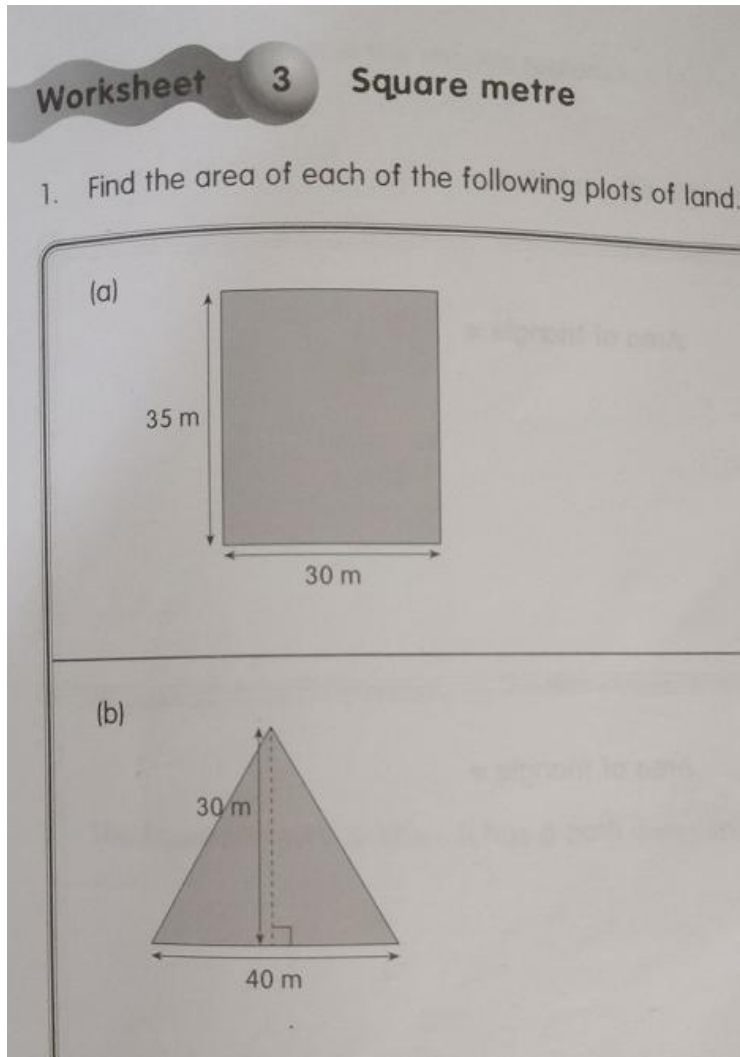 Worksheet 3 Square metre
1. Find the area of each of the following plots of land.
(a)
35 m
30 m
(b)
30 m
40 m